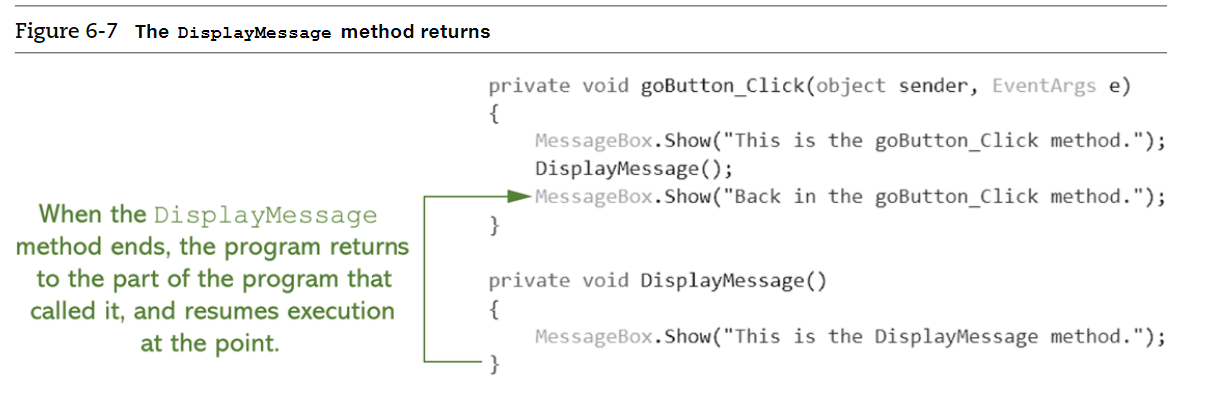 Figure 6-7 The DisplayMessage method returns
private void goButton_Click(object sender, EventArgs e)
{
MessageBox.Show("This is the goButton_Click method.");
DisplayMessage();
MessageBox.Show("Back in the goButton_Click method.");
}
private void DisplayMessage()
{
MessageBox.Show("This is the DisplayMessage method.");
}
When the DisplayMessage
method ends, the program returns
to the part of the program that
called it, and resumes execution
at the point.